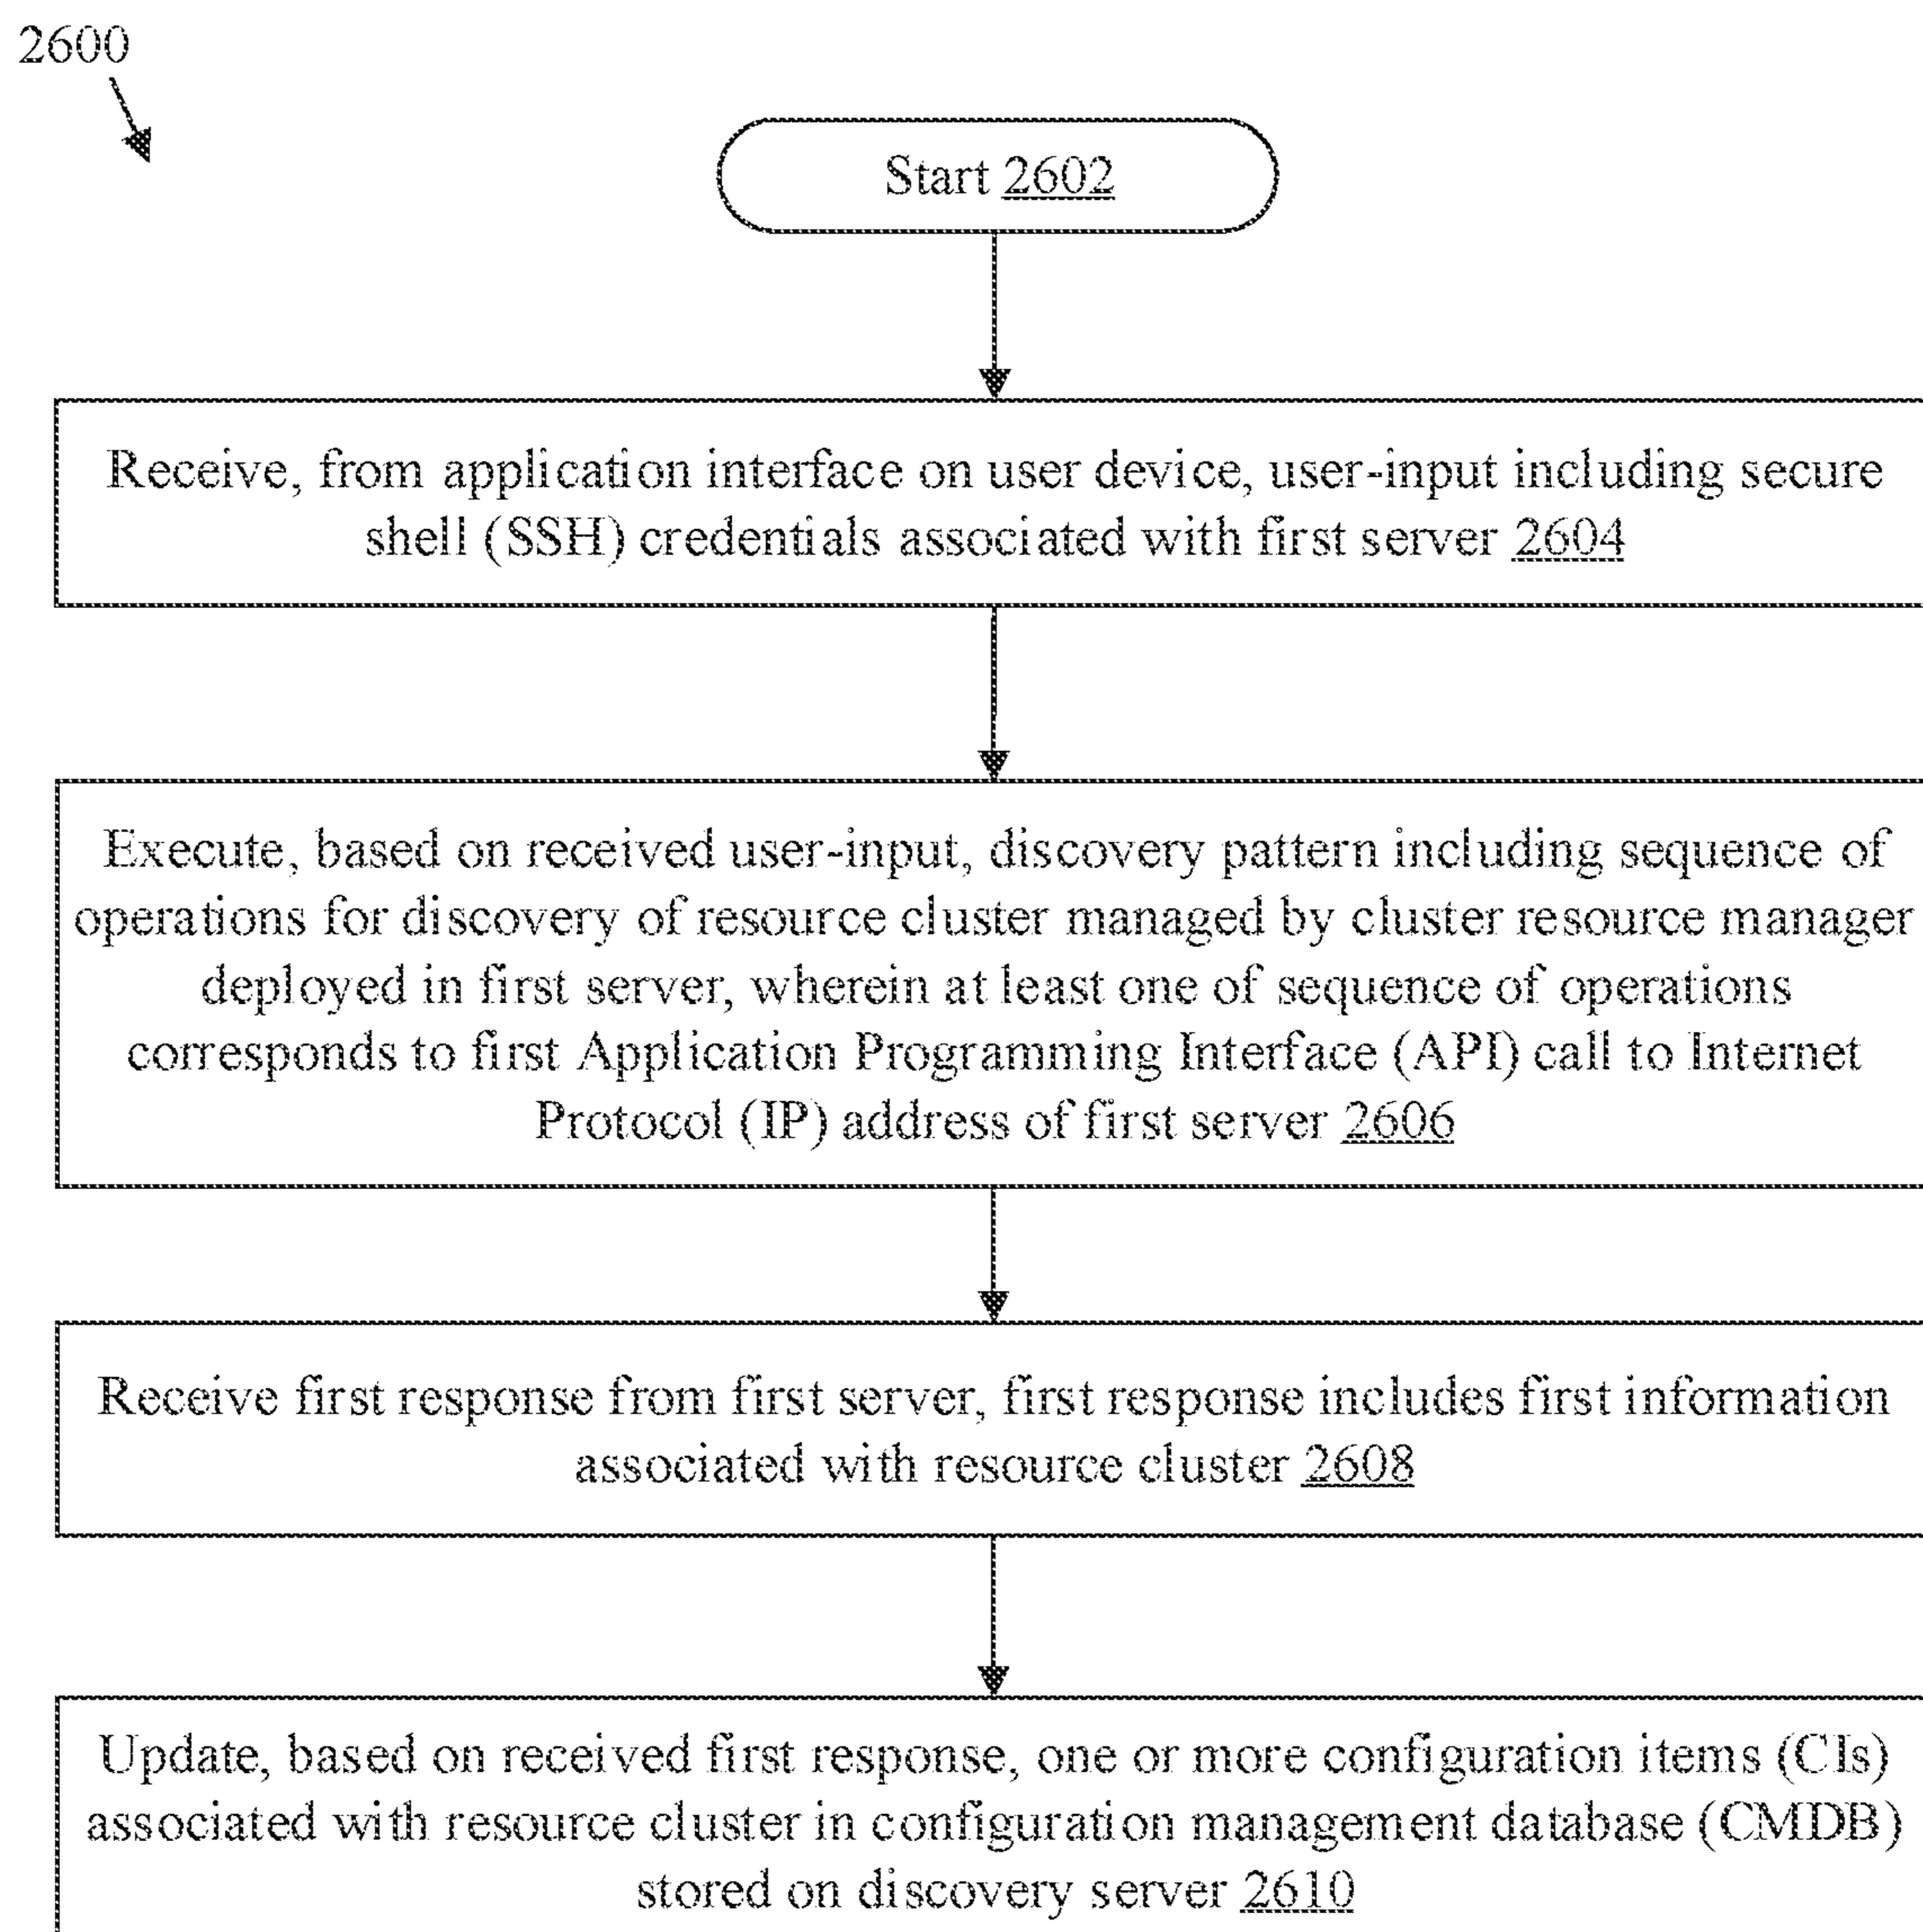 2600
Start 2602
Receive, from application interface on user device, user-input including secure
shell (SSH) credentials associated with first server 2604
Execute, based on received user-input, discovery pattern including sequence of
operations for discovery of resource cluster managed by cluster resource manager
deployed in first server, wherein at least one of sequence of operations
corresponds to first Application Programming Interface (API) call to Internet
Protocol (IP) address of first server 2606
Receive first response from first server, first response includes first information
associated with resource cluster 2608
Update, based on received first response, one or more configuration items (CIs)
associated with resource cluster in configuration management database (CMDB)
stored on discovery server 2610